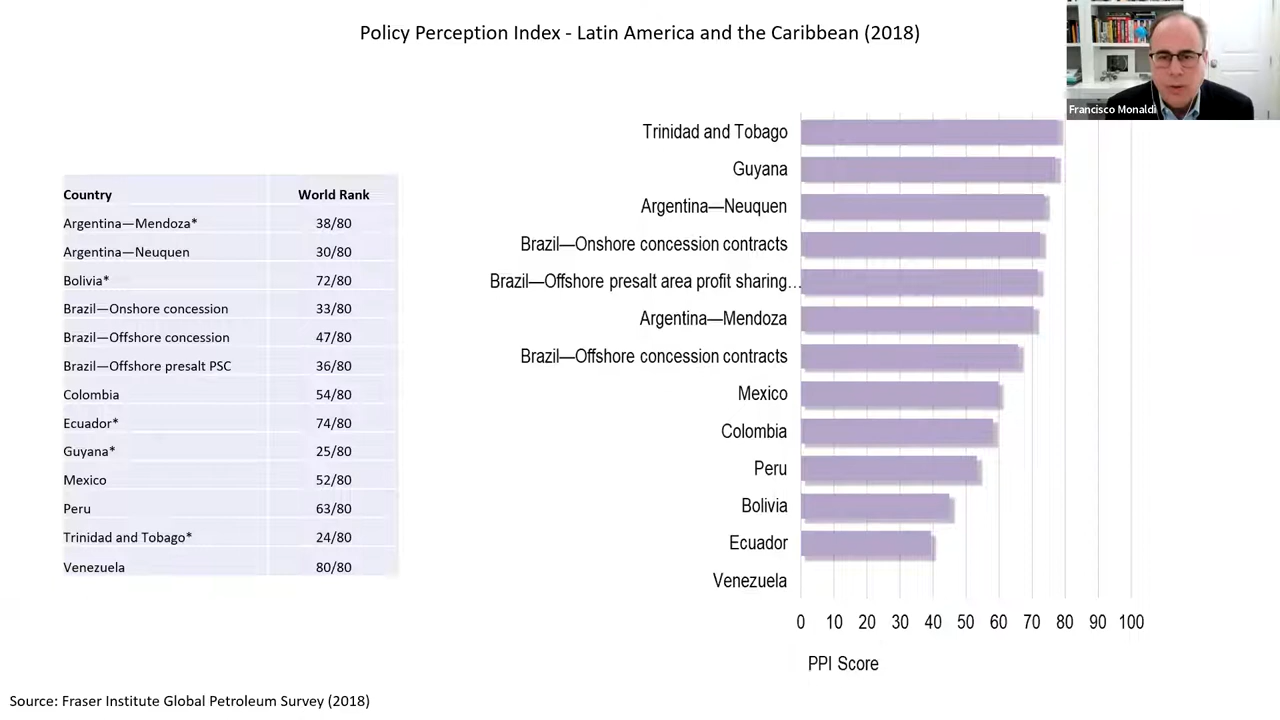 Policy Perception Index - Latin America and the Caribbean (2018)
Francisco Monaldi
Country World Rank
Argentina—Mendoza* 38/80
Argentina—Neuquen 30/80
Bolivia* 72/80
Brazil—Onshore concession 33/80
Brazil—Offshore concession 47/80
Brazil—Offshore presalt PSC 36/80
Colombia 54/80
Ecuador* 74/80
Guyana* 25/80
Mexico 52/80
Peru 63/80
Trinidad and Tobago* 24/80
Venezuela 80/80
Trinidad and Tobago
Guyana
Argentina—Neuquen
Brazil—Onshore concession contracts
Brazil—Offshore presalt area profit sharing...
Argentina—Mendoza
Brazil—Offshore concession contracts
Mexico
Colombia
Peru
Bolivia
Ecuador
Venezuela
0 10 20 30 40 50 60 70 80 90 100
PPI Score
Source: Fraser Institute Global Petroleum Survey (2018)